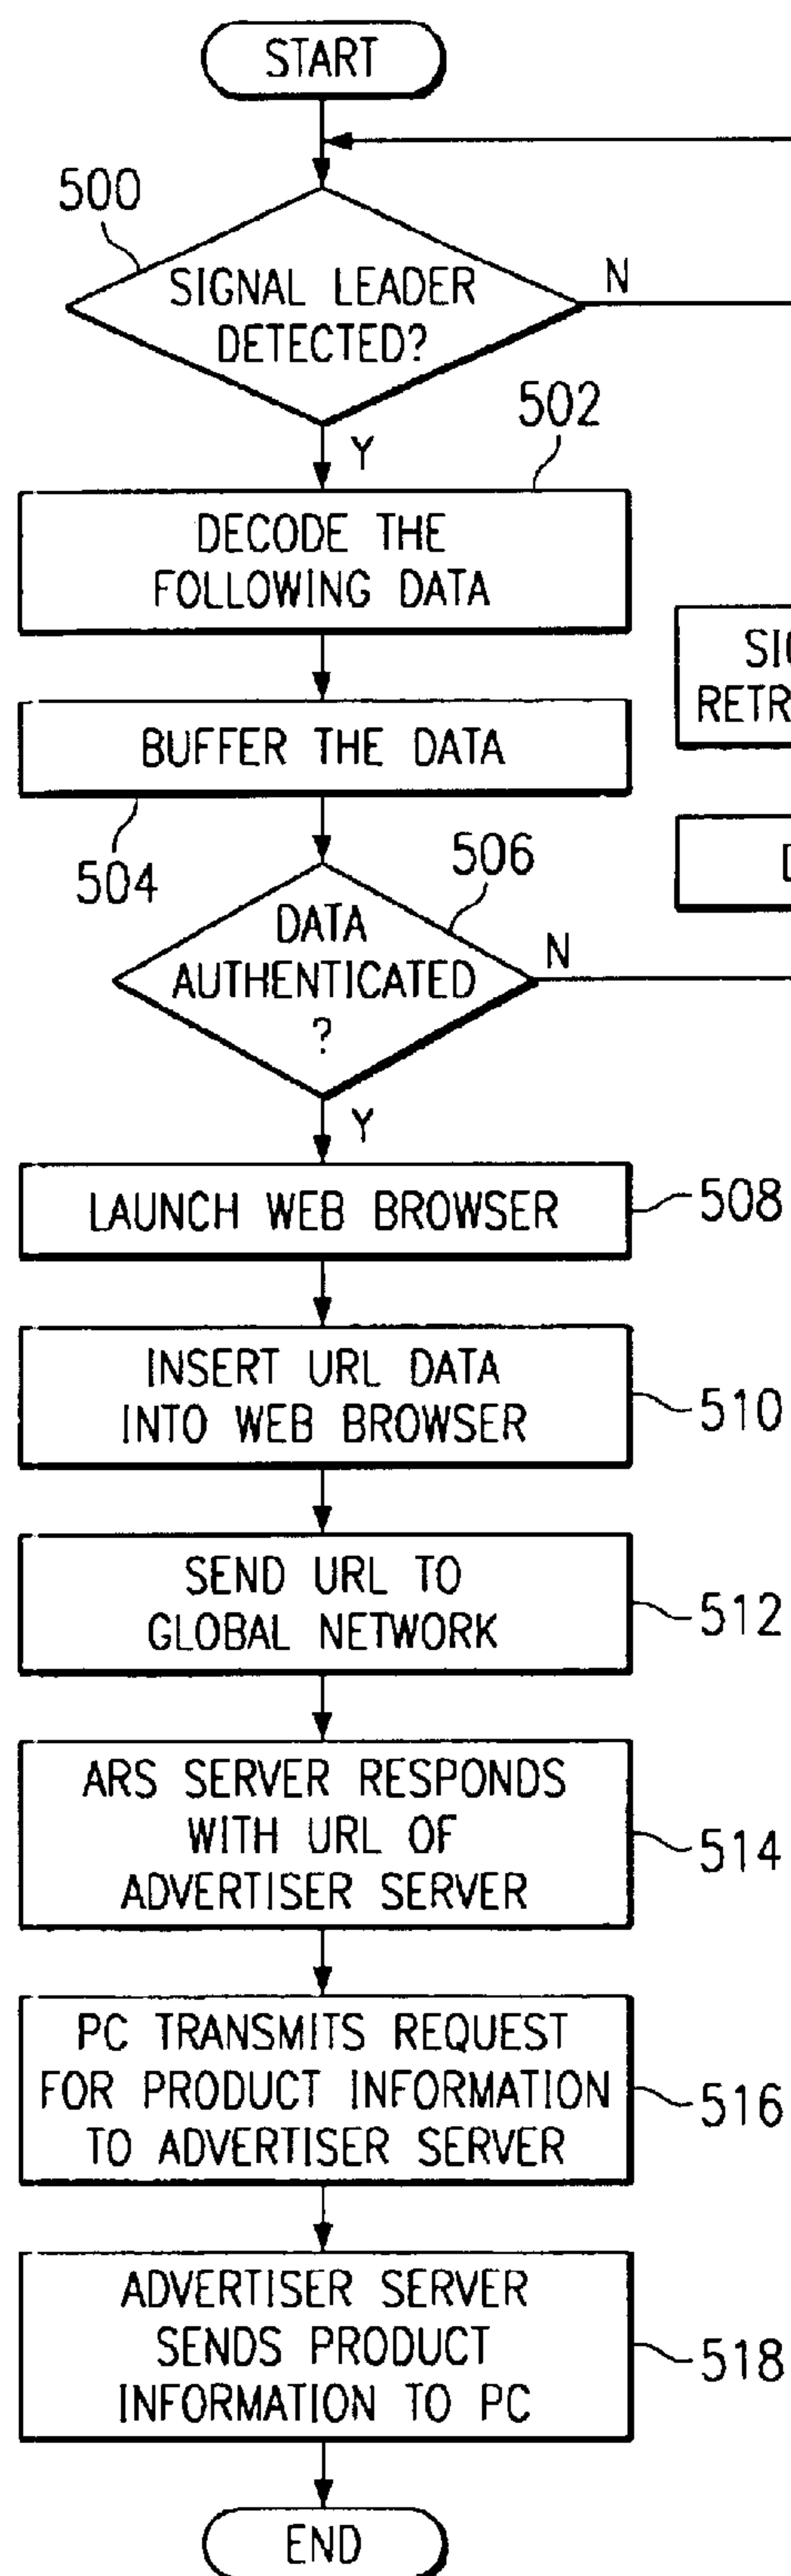 START
500
SIGNAL LEADER
DETECTED?
N
Y
502
DECODE THE
FOLLOWING DATA
BUFFER THE DATA
504
506
DATA
AUTHENTICATED
?
N
Y
LAUNCH WEB BROWSER
508
INSERT URL DATA
INTO WEB BROWSER
510
SEND URL TO
GLOBAL NETWORK
512
ARS SERVER RESPONDS
WITH URL OF
ADVERTISER SERVER
514
PC TRANSMITS REQUEST
FOR PRODUCT INFORMATION
TO ADVERTISER SERVER
516
ADVERTISER SERVER
SENDS PRODUCT
INFORMATION TO PC
518
END